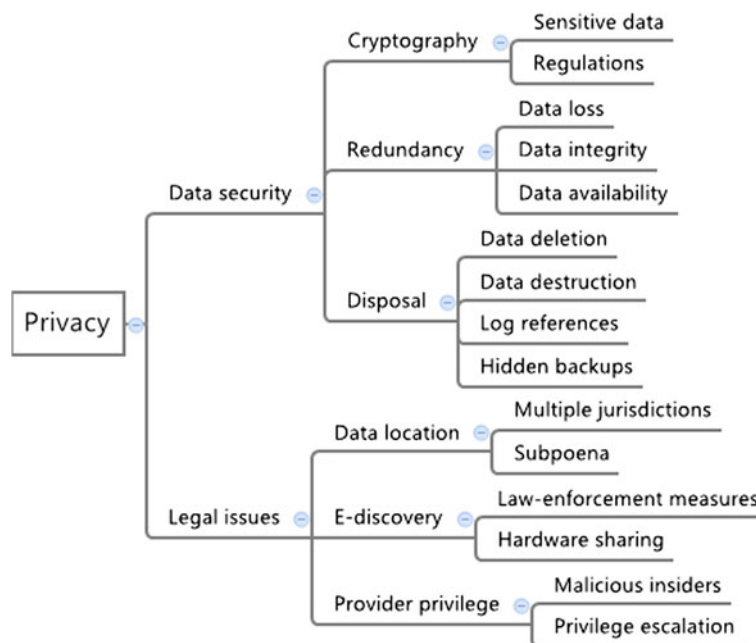 Privacy
Data security
Cryptography
Sensitive data
Regulations
Redundancy
Data loss
Data integrity
Data availability
Disposal
Data deletion
Data destruction
Log references
Hidden backups
Legal issues
Data location
Multiple jurisdictions
Subpoena
E-discovery
Law-enforcement measures
Hardware sharing
Provider privilege
Malicious insiders
Privilege escalation